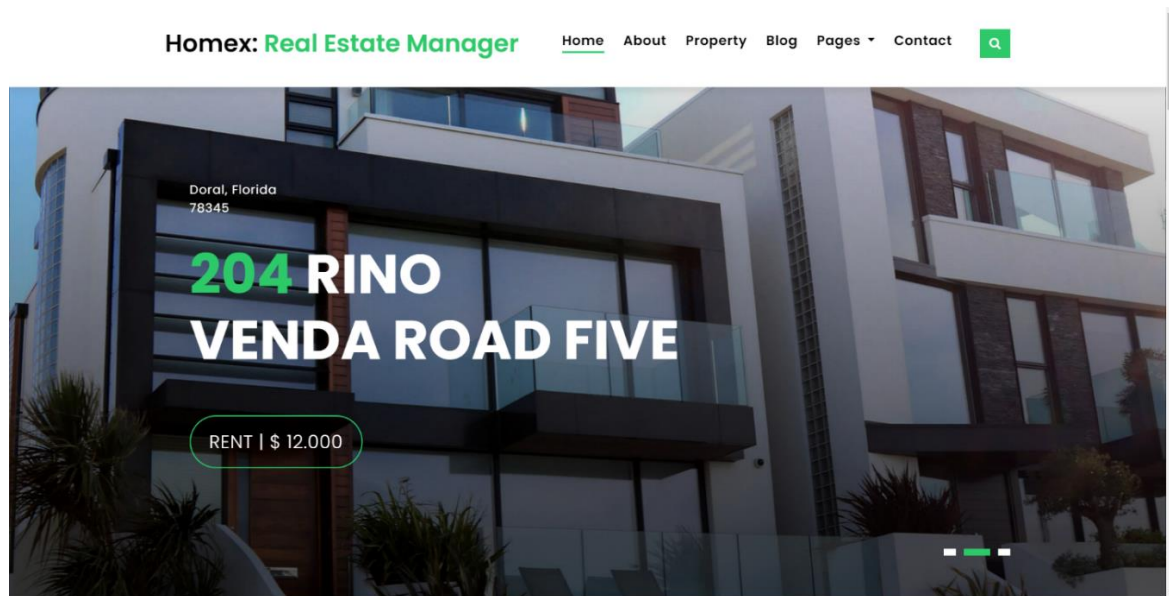 Homex: Real Estate Manager
Home About Property Blog Pages Contact
Doral, Florida
78345
204 RINO
VENDA ROAD FIVE
RENT | $ 12.000